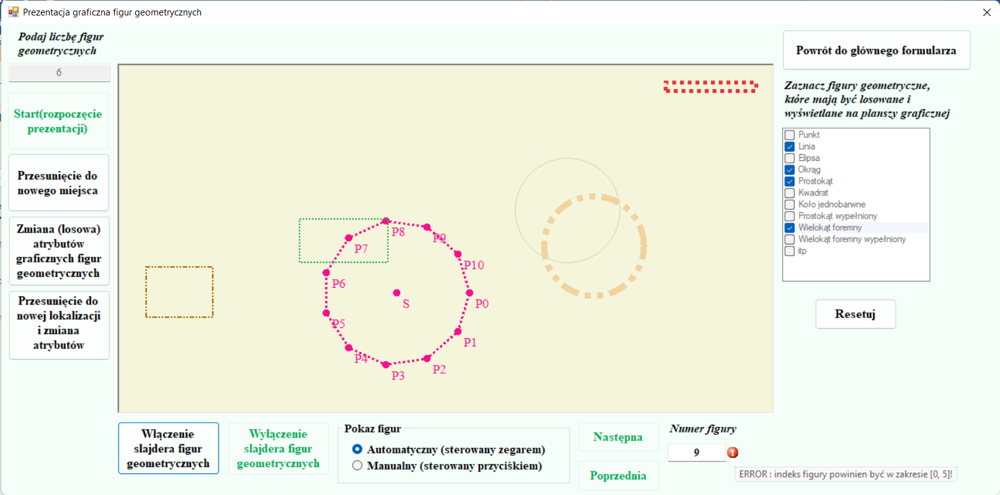 Prezentacja graficzna figur geometrycznych
Podaj liczbę figur
geometrycznych
6
Start(rozpoczęcie
prezentacji)
Przesunięcie do
nowego miejsca
Zmiana (losowa)
atrybutów
graficznych figur
geometrycznych
Przesunięcie do
nowej lokalizacji
i zmiana
atrybutów
P8
P9
P7
P10
P6
S
P0
P5
P1
P4
P2
P3
Powrót do głównego formularza
Zaznacz figury geometryczne,
które mają być losowane i
wyświetlane na planszy graficznej
Punkt
Linia
Elipsa
Okrąg
Prostokąt
Kwadrat
Koło jednobarwne
Prostokąt wypełniony
Wielokąt foremny
Wielokąt foremny wypełniony
itp
Resetuj
Włączenie
slajdera figur
geometrycznych
Wyłączenie
slajdera figur
geometrycznych
Pokaz figur
Automatyczny (sterowany zegarem)
Manualny (sterowany przyciśkiem)
Następna
Poprzednia
Numer figury
9
ERROR : indeks figury powinien być w zakresie [0, 5]!